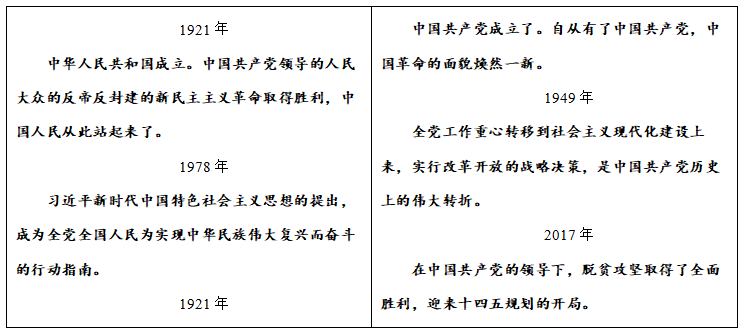 1921 年
中华人民共和国成立。中国共产党领导的人民
大众的反帝反封建的新民主主义革命取得胜利，中
国人民从此站起来了。
1978 年
习近平新时代中国特色社会主义思想的提出，
成为全党全国人民为实现中华民族伟大复兴而奋斗
的行动指南。
1921 年
中国共产党成立了。自从有了中国共产党，中
国革命的面貌焕然一新。
1949 年
全党工作重心转移到社会主义现代化建设上
来，实行改革开放的战略决策，是中国共产党历史
上的伟大转折。
2017 年
在中国共产党的领导下，脱贫攻坚取得了全面
胜利，迎来十四五规划的开局。